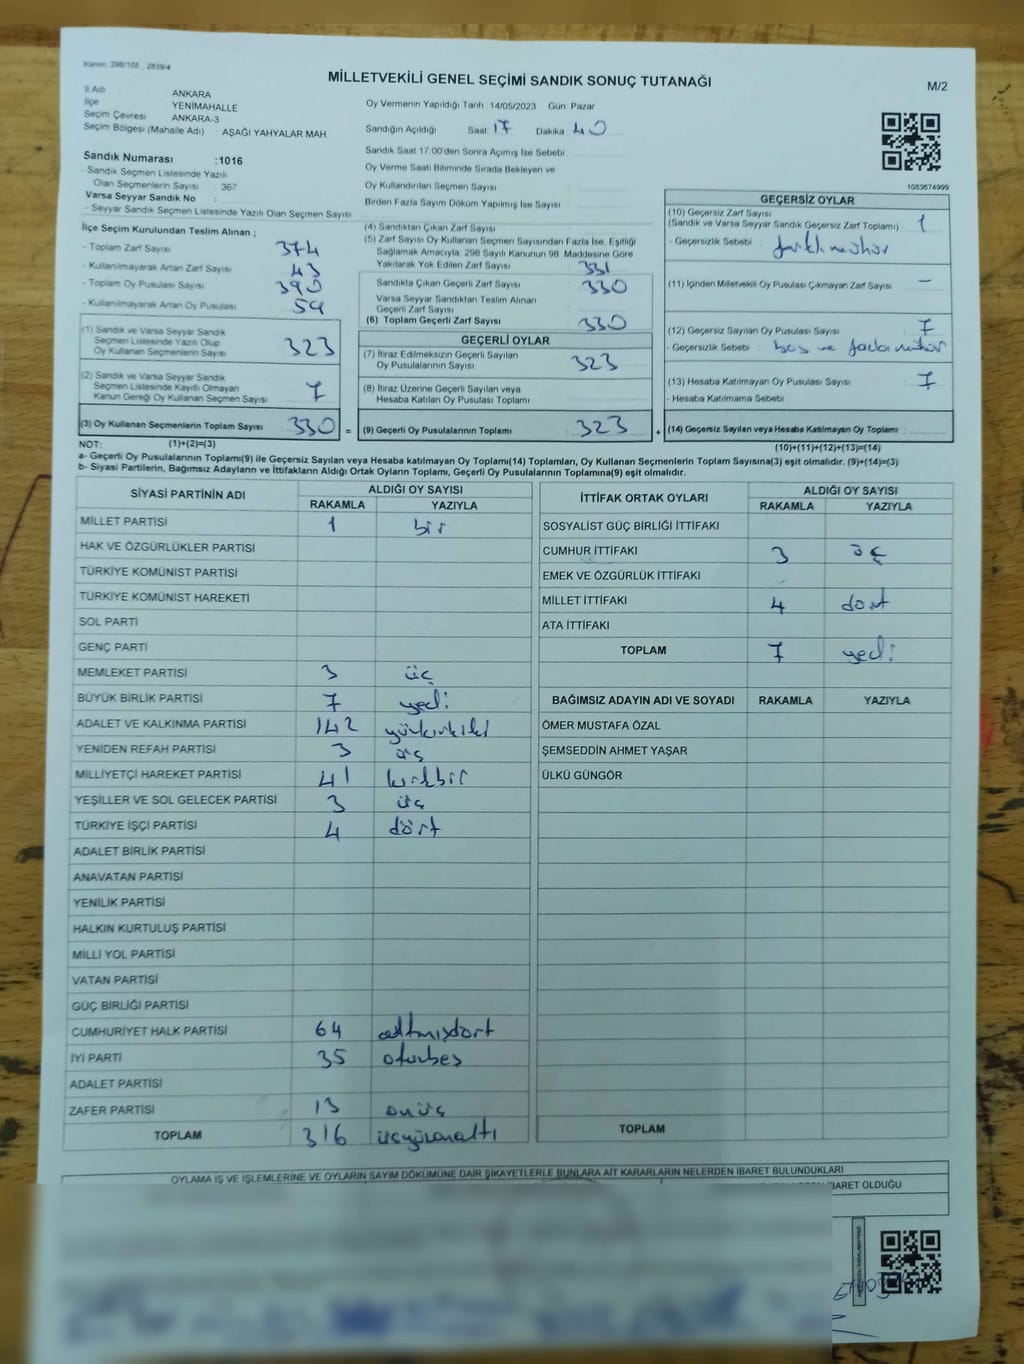 Kanun: 298/105 , 2839/4
MİLLETVEKİLİ GENEL SEÇİMİ SANDIK SONUÇ TUTANAĞI
M/2
İl Adı ANKARA
İlçe YENİMAHALLE
Seçim Çevresi ANKARA-3
Seçim Bölgesi (Mahalle Adı) : AŞAĞI YAHYALAR MAH
Sandık Numarası :1016
- Sandık Seçmen Listesinde Yazılı
Olan Seçmenlerin Sayısı : 367
Varsa Seyyar Sandık No :
- Seyyar Sandık Seçmen Listesinde Yazılı Olan Seçmen Sayısı:
Oy Vermenin Yapıldığı Tarih :14/05/2023 Gün: Pazar
Sandığın Açıldığı Saat: 17 Dakika: 40
Sandık Saat 17:00'den Sonra Açılmış İse Sebebi :
Oy Verme Saati Bitiminde Sırada Bekleyen ve
Oy Kullandırılan Seçmen Sayısı
Birden Fazla Sayım Döküm Yapılmış İse Sayısı
1083674999
İlçe Seçim Kurulundan Teslim Alınan ;
- Toplam Zarf Sayısı : 374
- Kullanılmayarak Artan Zarf Sayısı : 43
- Toplam Oy Pusulası Sayısı : 390
- Kullanılmayarak Artan Oy Pusulası : 59
(1) Sandık ve Varsa Seyyar Sandık
Seçmen Listesinde Yazılı Olup
Oy Kullanan Seçmenlerin Sayısı 323
(2) Sandık ve Varsa Seyyar Sandık
Seçmen Listesinde Kayıtlı Olmayan
Kanun Gereği Oy Kullanan Seçmen Sayısı 7
(3) Oy Kullanan Seçmenlerin Toplam Sayısı 330 =
(4) Sandıktan Çıkan Zarf Sayısı
(5) Zarf Sayısı Oy Kullanan Seçmen Sayısından Fazla İse, Eşitliği
Sağlamak Amacıyla, 298 Sayılı Kanunun 98. Maddesine Göre
Yakılarak Yok Edilen Zarf Sayısı 331
Sandıkta Çıkan Geçerli Zarf Sayısı 330
Varsa Seyyar Sandıktan Teslim Alınan
Geçerli Zarf Sayısı
(6) Toplam Geçerli Zarf Sayısı 330
GEÇERLİ OYLAR
(7) İtiraz Edilmeksizin Geçerli Sayılan
Oy Pusulalarının Sayısı 323
(8) İtiraz Üzerine Geçerli Sayılan veya
Hesaba Katılan Oy Pusulası Toplamı
(9) Geçerli Oy Pusulalarının Toplamı 323 +
GEÇERSİZ OYLAR
(10) Geçersiz Zarf Sayısı
(Sandık ve Varsa Seyyar Sandık Geçersiz Zarf Toplamı) 1
- Geçersizlik Sebebi : farklı mühür
(11) İçinden Milletvekili Oy Pusulası Çıkmayan Zarf Sayısı -
(12) Geçersiz Sayılan Oy Pusulası Sayısı 7
- Geçersizlik Sebebi : boş ve fazla mühür
(13) Hesaba Katılmayan Oy Pusulası Sayısı 7
- Hesaba Katılmama Sebebi
(14) Geçersiz Sayılan veya Hesaba Katılmayan Oy Toplamı
NOT: (1)+(2)=(3) (10)+(11)+(12)+(13)=(14)
a- Geçerli Oy Pusulalarının Toplamı(9) ile Geçersiz Sayılan veya Hesaba katılmayan Oy Toplamı(14) Toplamları, Oy Kullanan Seçmenlerin Toplam Sayısına(3) eşit olmalıdır. (9)+(14)=(3)
b- Siyasi Partilerin, Bağımsız Adayların ve İttifakların Aldığı Ortak Oyların Toplamı, Geçerli Oy Pusulalarının Toplamına(9) eşit olmalıdır.
SİYASİ PARTİNİN ADI ALDIĞI OY SAYISI
RAKAMLA YAZIYLA
MİLLET PARTİSİ 1 bir
HAK VE ÖZGÜRLÜKLER PARTİSİ
TÜRKİYE KOMÜNİST PARTİSİ
TÜRKİYE KOMÜNİST HAREKETİ
SOL PARTİ
GENÇ PARTİ
MEMLEKET PARTİSİ 3 üç
BÜYÜK BİRLİK PARTİSİ 7 yedi
ADALET VE KALKINMA PARTİSİ 142 yüzkırkiki
YENİDEN REFAH PARTİSİ 3 üç
MİLLİYETÇİ HAREKET PARTİSİ 41 kırkbir
YEŞİLLER VE SOL GELECEK PARTİSİ 3 üç
TÜRKİYE İŞÇİ PARTİSİ 4 dört
ADALET BİRLİK PARTİSİ
ANAVATAN PARTİSİ
YENİLİK PARTİSİ
HALKIN KURTULUŞ PARTİSİ
MİLLİ YOL PARTİSİ
VATAN PARTİSİ
GÜÇ BİRLİĞİ PARTİSİ
CUMHURİYET HALK PARTİSİ 64 altmışdört
İYİ PARTİ 35 otuzbeş
ADALET PARTİSİ
ZAFER PARTİSİ 13 onüç
TOPLAM 316 üçyüzonaltı
İTTİFAK ORTAK OYLARI ALDIĞI OY SAYISI
RAKAMLA YAZIYLA
SOSYALİST GÜÇ BİRLİĞİ İTTİFAKI
CUMHUR İTTİFAKI 3 üç
EMEK VE ÖZGÜRLÜK İTTİFAKI
MİLLET İTTİFAKI 4 dört
ATA İTTİFAKI
TOPLAM 7 yedi
BAĞIMSIZ ADAYIN ADI VE SOYADI RAKAMLA YAZIYLA
ÖMER MUSTAFA ÖZAL
ŞEMSEDDİN AHMET YAŞAR
ÜLKÜ GÜNGÖR
TOPLAM
OYLAMA İŞ VE İŞLEMLERİNE VE OYLARIN SAYIM DÖKÜMÜNE DAİR ŞİKAYETLERLE BUNLARA AİT KARARLARIN NELERDEN İBARET BULUNDUKLARI
İBARET OLDUĞU